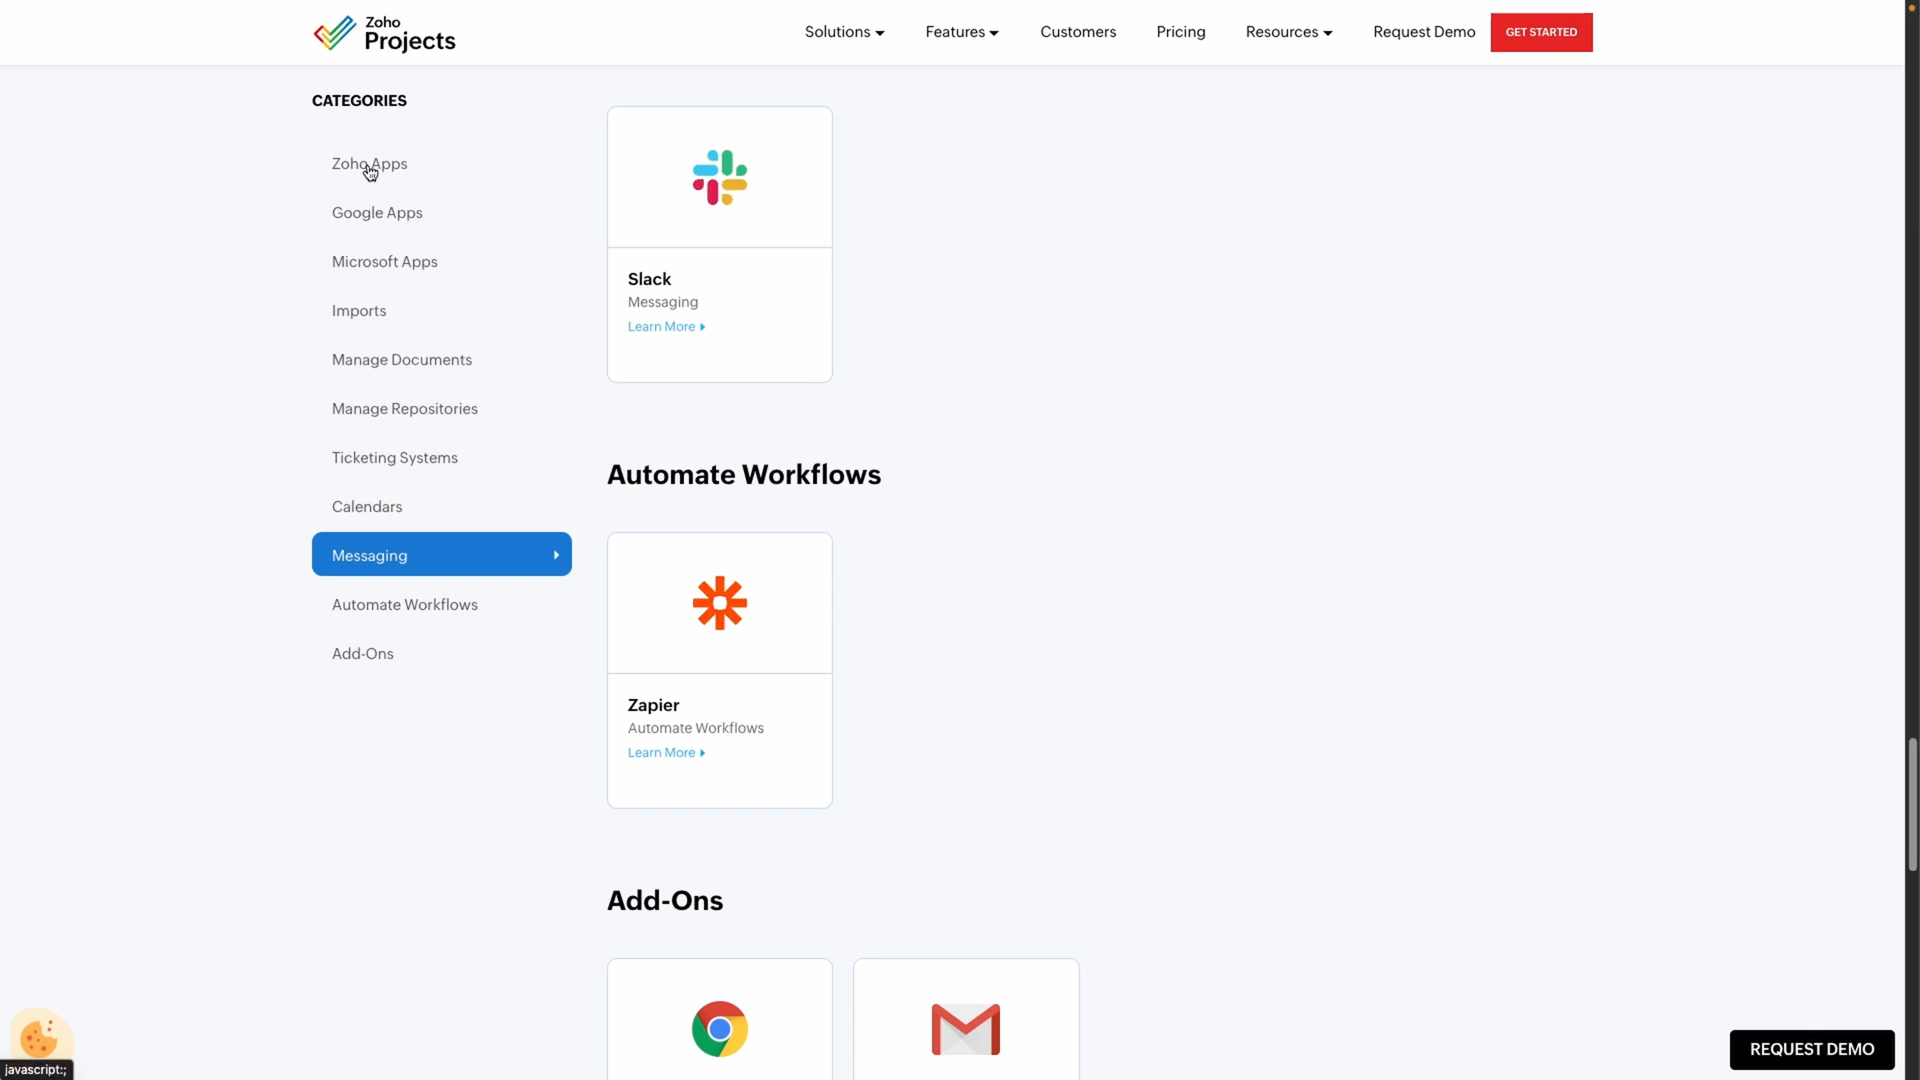 Zoho
Projects
Solutions
Features
Customers
Pricing
Resources
Request Demo
GET STARTED
CATEGORIES
Zoho Apps
Google Apps
Microsoft Apps
Imports
Manage Documents
Manage Repositories
Ticketing Systems
Calendars
Messaging
Automate Workflows
Add-Ons
Slack
Messaging
Learn More
Automate Workflows
Zapier
Automate Workflows
Learn More
Add-Ons
REQUEST DEMO
javascript:;